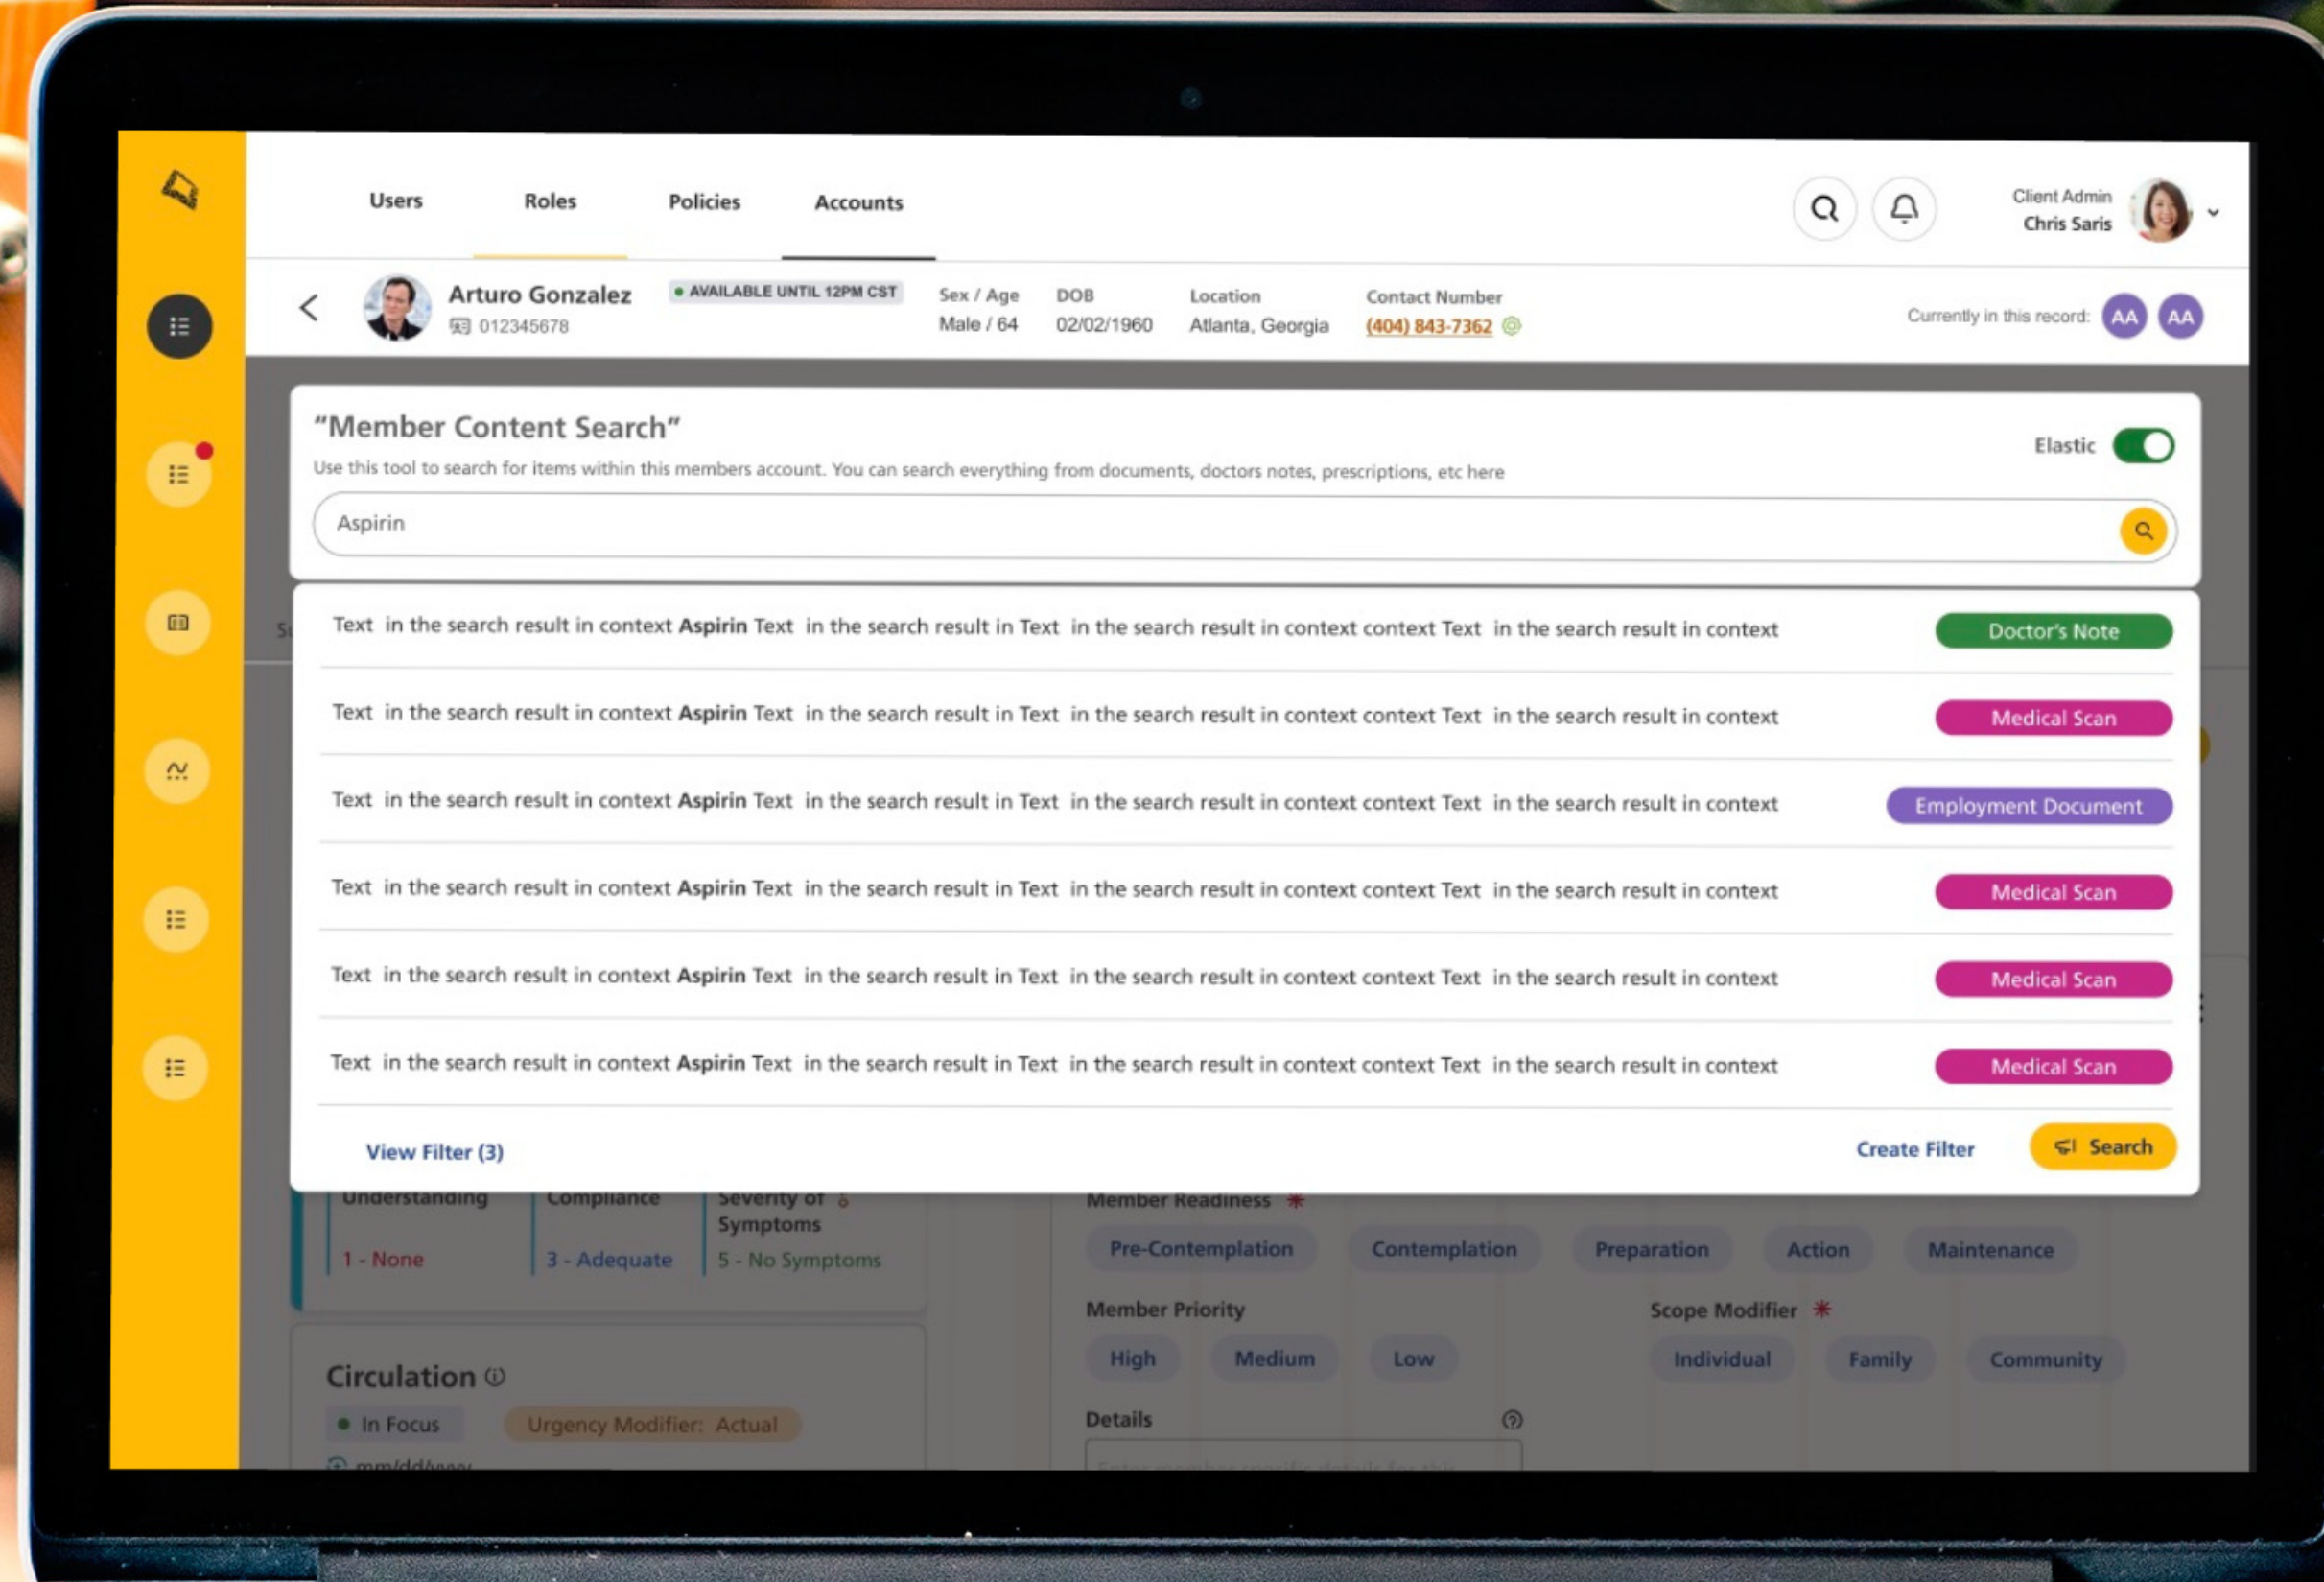 Users Roles Policies Accounts
Client Admin
Chris Saris
Arturo Gonzalez
012345678
AVAILABLE UNTIL 12PM CST
Sex / Age
Male / 64
DOB
02/02/1960
Location
Atlanta, Georgia
Contact Number
(404) 843-7362
Currently in this record: AA AA
"Member Content Search"
Use this tool to search for items within this members account. You can search everything from documents, doctors notes, prescriptions, etc here
Elastic
Aspirin
Text in the search result in context Aspirin Text in the search result in Text in the search result in context context Text in the search result in context Doctor's Note
Text in the search result in context Aspirin Text in the search result in Text in the search result in context context Text in the search result in context Medical Scan
Text in the search result in context Aspirin Text in the search result in Text in the search result in context context Text in the search result in context Employment Document
Text in the search result in context Aspirin Text in the search result in Text in the search result in context context Text in the search result in context Medical Scan
Text in the search result in context Aspirin Text in the search result in Text in the search result in context context Text in the search result in context Medical Scan
Text in the search result in context Aspirin Text in the search result in Text in the search result in context context Text in the search result in context Medical Scan
View Filter (3) Create Filter Search
Understanding
1 - None
Compliance
3 - Adequate
Severity of
Symptoms
5 - No Symptoms
Circulation
In Focus Urgency Modifier: Actual
mm/dd/yyyy
Member Readiness *
Pre-Contemplation Contemplation Preparation Action Maintenance
Member Priority
High Medium Low
Scope Modifier *
Individual Family Community
Details
Enter member specific details for this